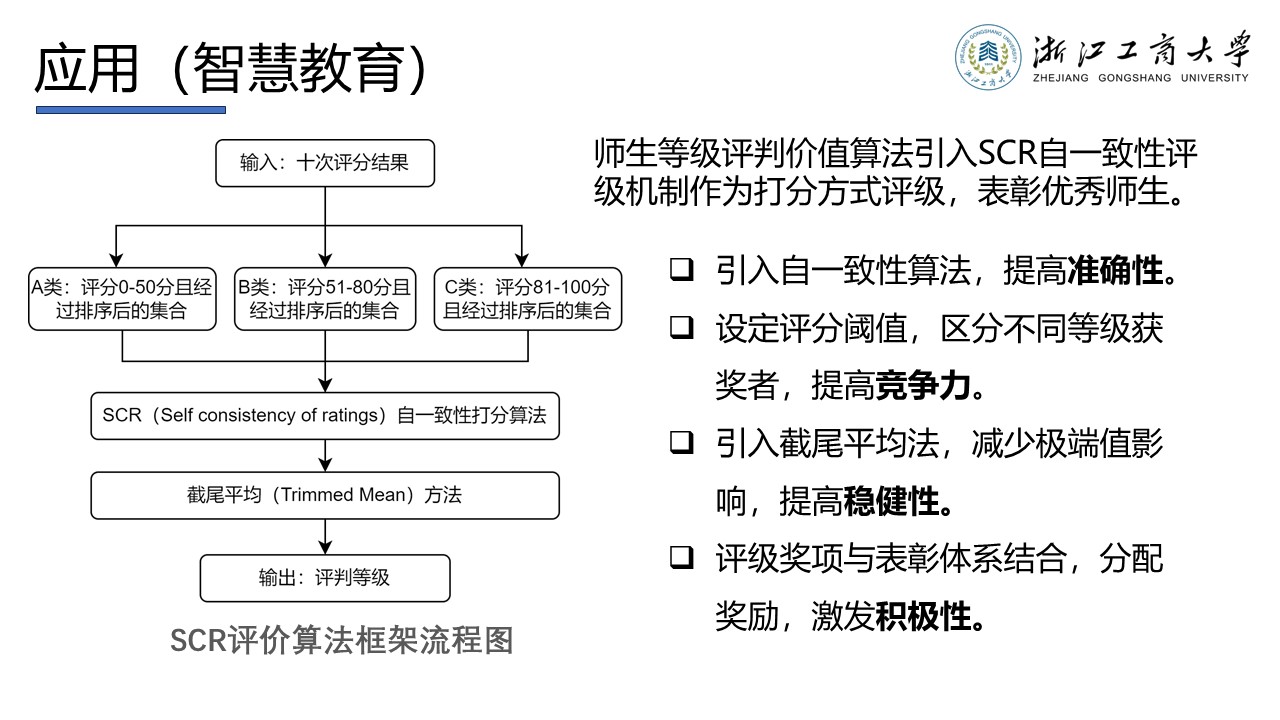 应用（智慧教育）
浙江工商大学
ZHEJIANG GONGSHANG UNIVERSITY
输入：十次评分结果
A类：评分0-50分且经
过排序后的集合
B类：评分51-80分且
经过排序后的集合
C类：评分81-100分
且经过排序后的集合
SCR（Self consistency of ratings）自一致性打分算法
截尾平均（Trimmed Mean）方法
输出：评判等级
SCR评价算法框架流程图
师生等级评判价值算法引入SCR自一致性评
级机制作为打分方式评级，表彰优秀师生。
引入自一致性算法，提高准确性。
设定评分阈值，区分不同等级获
奖者，提高竞争力。
引入截尾平均法，减少极端值影
响，提高稳健性。
评级奖项与表彰体系结合，分配
奖励，激发积极性。